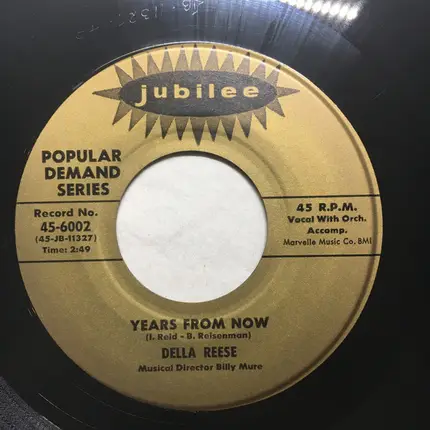 jubilee
POPULAR
DEMAND
SERIES
Record No.
45-6002
(45-JB-11327)
Time: 2:49
45 R.P.M.
Vocal With Orch.
Accomp.
Marvelle Music Co. BMI
YEARS FROM NOW
(I. Reid - B. Reisenman)
DELLA REESE
Musical Director Billy Mure